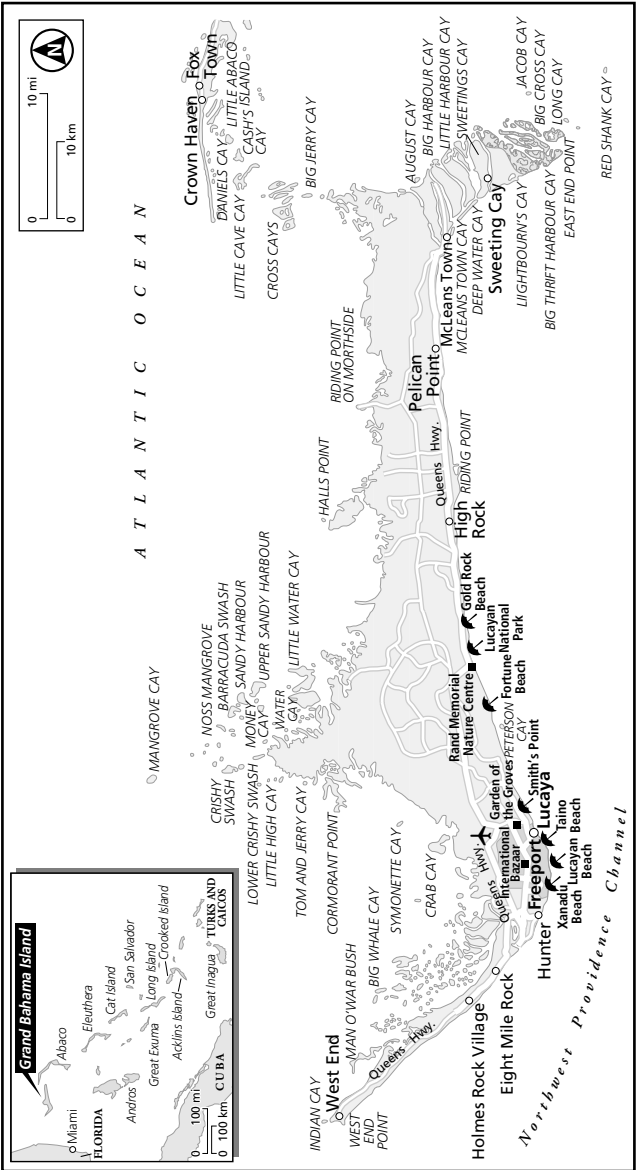 Grand Bahama Island
Miami
FLORIDA
Abaco
Eleuthera
Cat Island
San Salvador
Andros
Great Exuma
Long Island
Crooked Island
Acklins Island
Great Inagua
TURKS AND
CAICOS
CUBA
0
100 mi
0
100 km
0
10 mi
0
10 km
N
ATLANTIC OCEAN
MANGROVE CAY
NOSS MANGROVE
BARRACUDA SWASH
SANDY HARBOUR
CRISHY
SWASH
MONEY
CAY
UPPER SANDY HARBOUR
LOWER CRISHY SWASH
LITTLE HIGH CAY
WATER
CAY
LITTLE WATER CAY
TOM AND JERRY CAY
CORMORANT POINT
HALLS POINT
RIDING POINT
ON MORTHSIDE
Crown Haven
Fox
Town
DANIELS CAY
LITTLE ABACO
CASH'S ISLAND
CAY
LITTLE CAVE CAY
CROSS CAYS
BIG JERRY CAY
AUGUST CAY
BIG HARBOUR CAY
LITTLE HARBOUR CAY
SWEETINGS CAY
JACOB CAY
BIG CROSS CAY
LONG CAY
RED SHANK CAY
INDIAN CAY
West End
WEST
END
POINT
MAN O'WAR BUSH
BIG WHALE CAY
SYMONETTE CAY
CRAB CAY
Queens Hwy.
Holmes Rock Village
Eight Mile Rock
Queens Hwy.
Hunter
Freeport
International
Bazaar
Garden of
the Groves
Lucaya
Xanadu
Beach
Lucayan
Beach
Taino
Beach
Smith's Point
PETERSON
CAY
Fortune
Beach
Rand Memorial
Nature Centre
Lucayan
National
Park
Gold Rock
Beach
High
Rock
RIDING POINT
Queens Hwy.
Pelican
Point
McLeans Town
MCLEANS TOWN CAY
DEEP WATER CAY
Sweeting Cay
LIIGHTBOURN'S CAY
BIG THRIFT HARBOUR CAY
EAST END POINT
Northwest Providence Channel